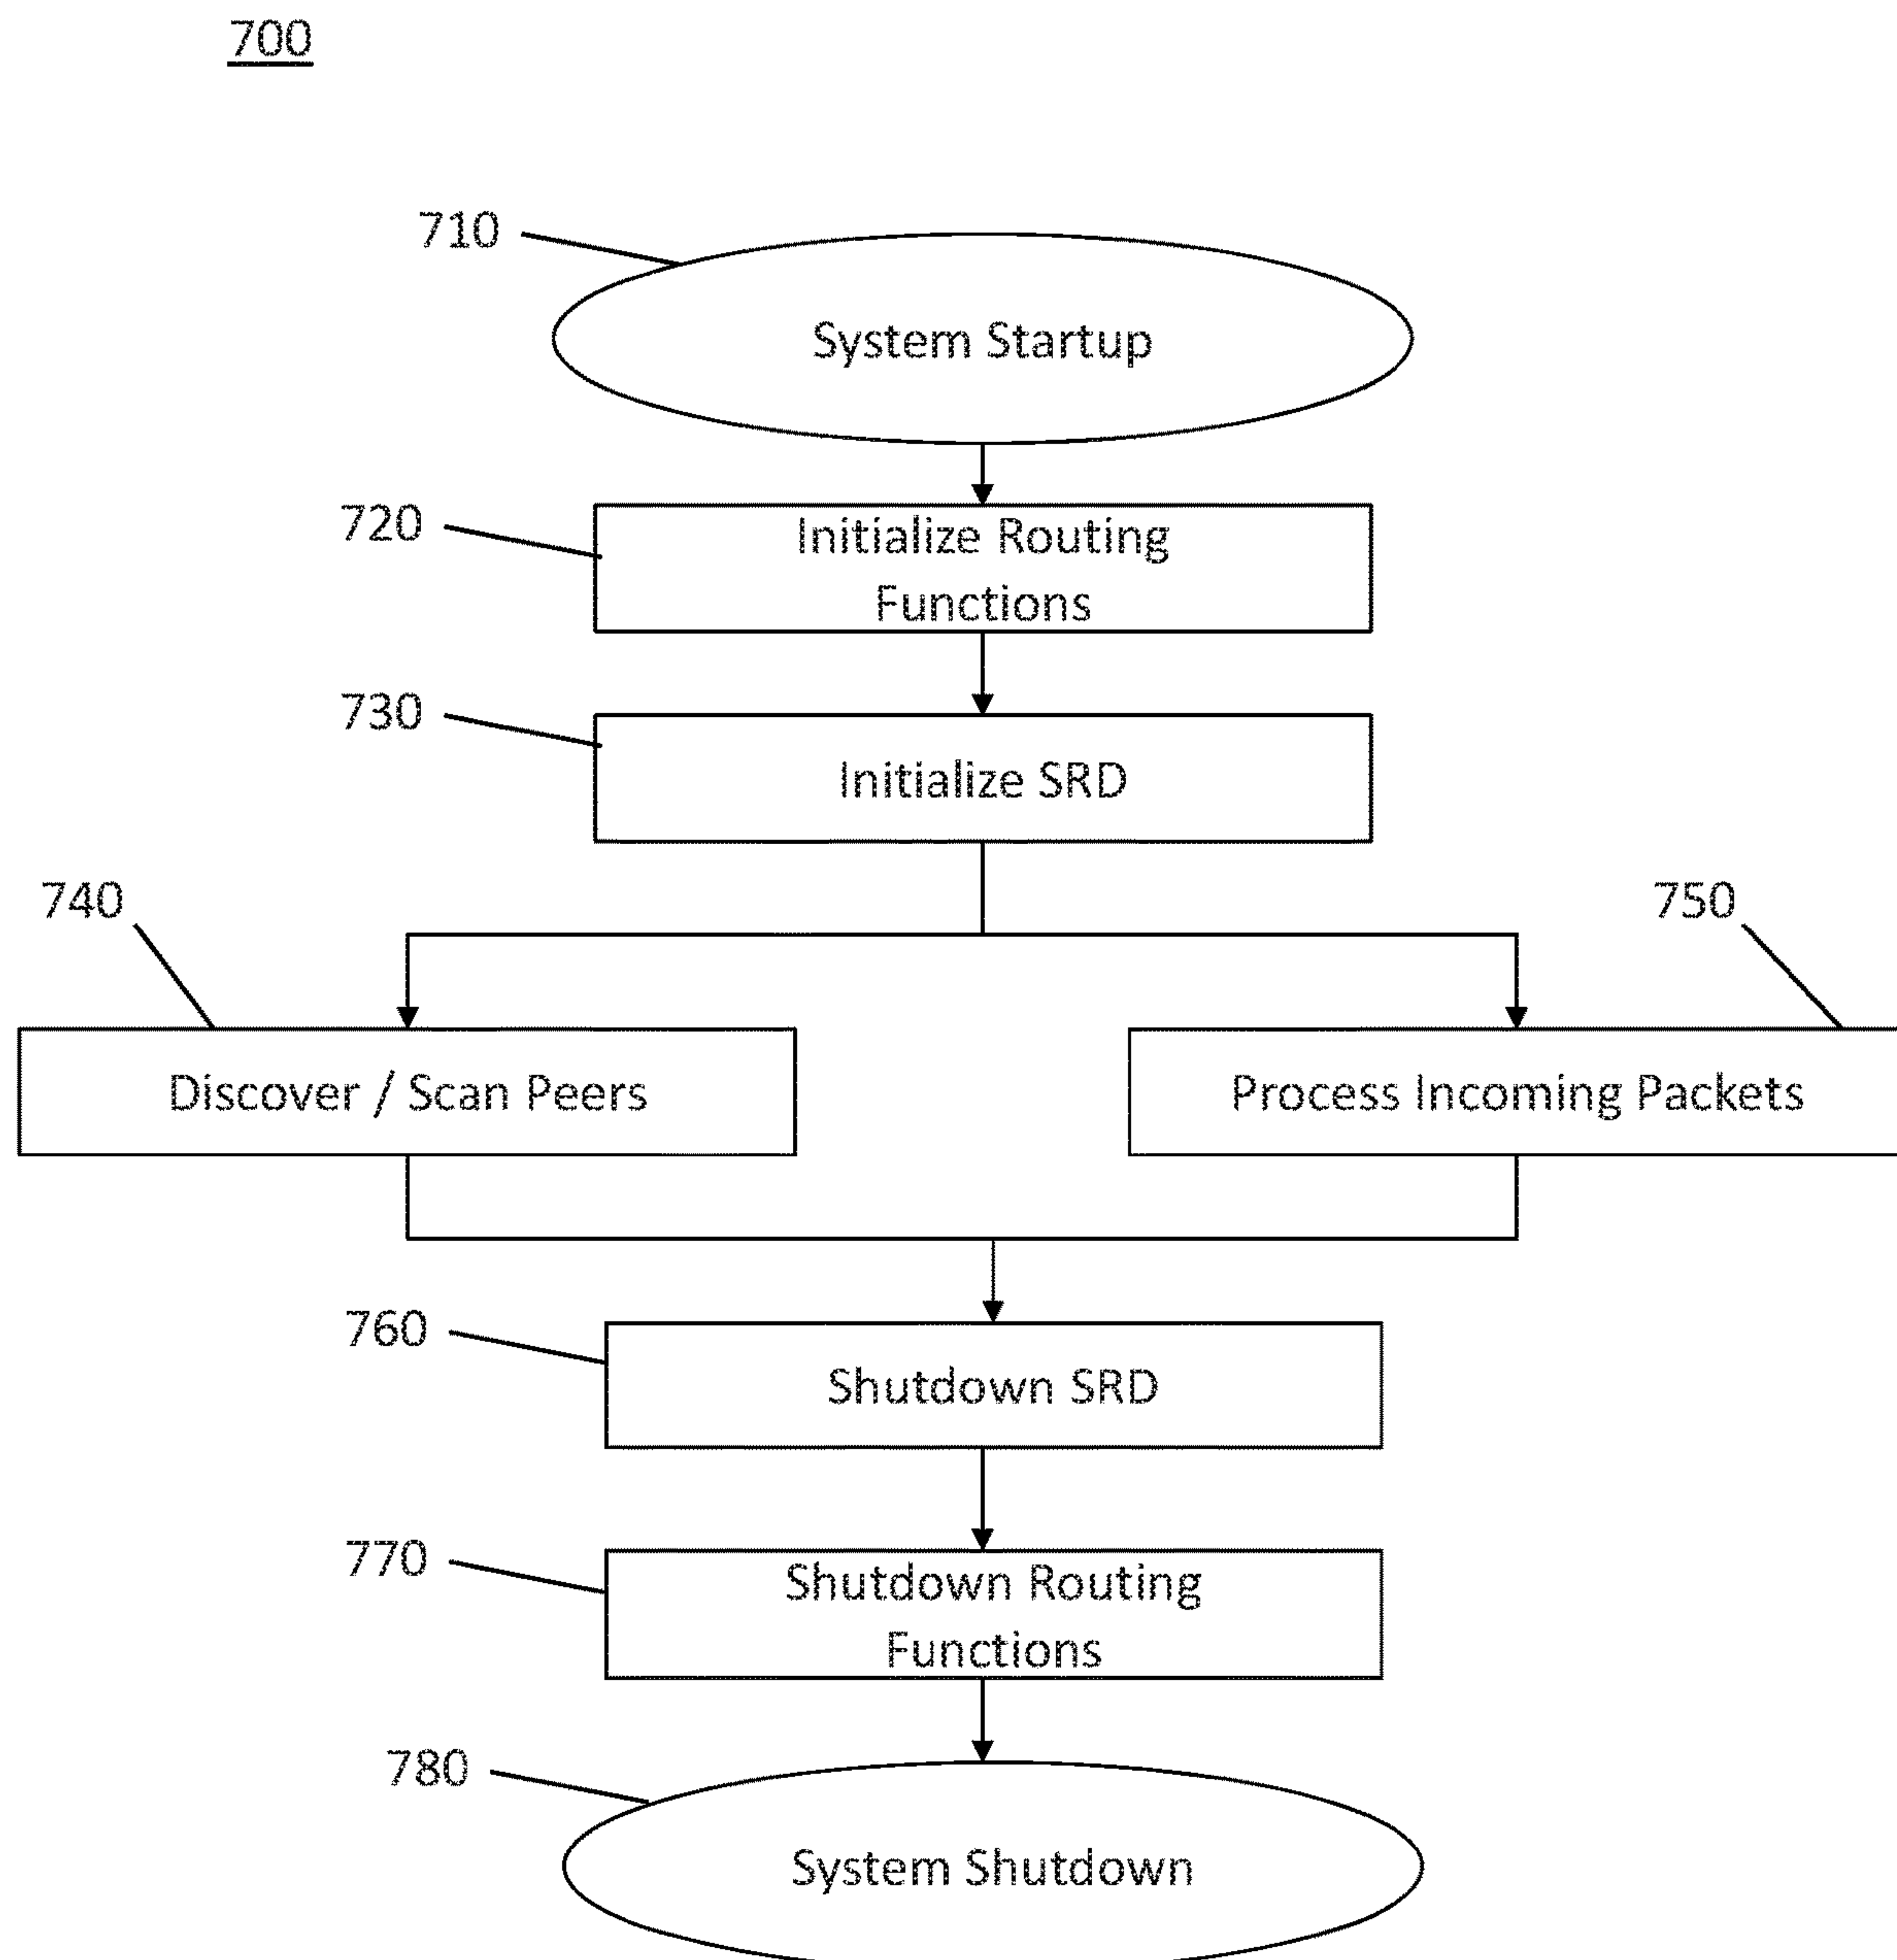 700
710
System Startup
720
Initialize Routing
Functions
730
Initialize SRD
740
750
Discover / Scan Peers
Process Incoming Packets
760
Shutdown SRD
770
Shutdown Routing
Functions
780
System Shutdown